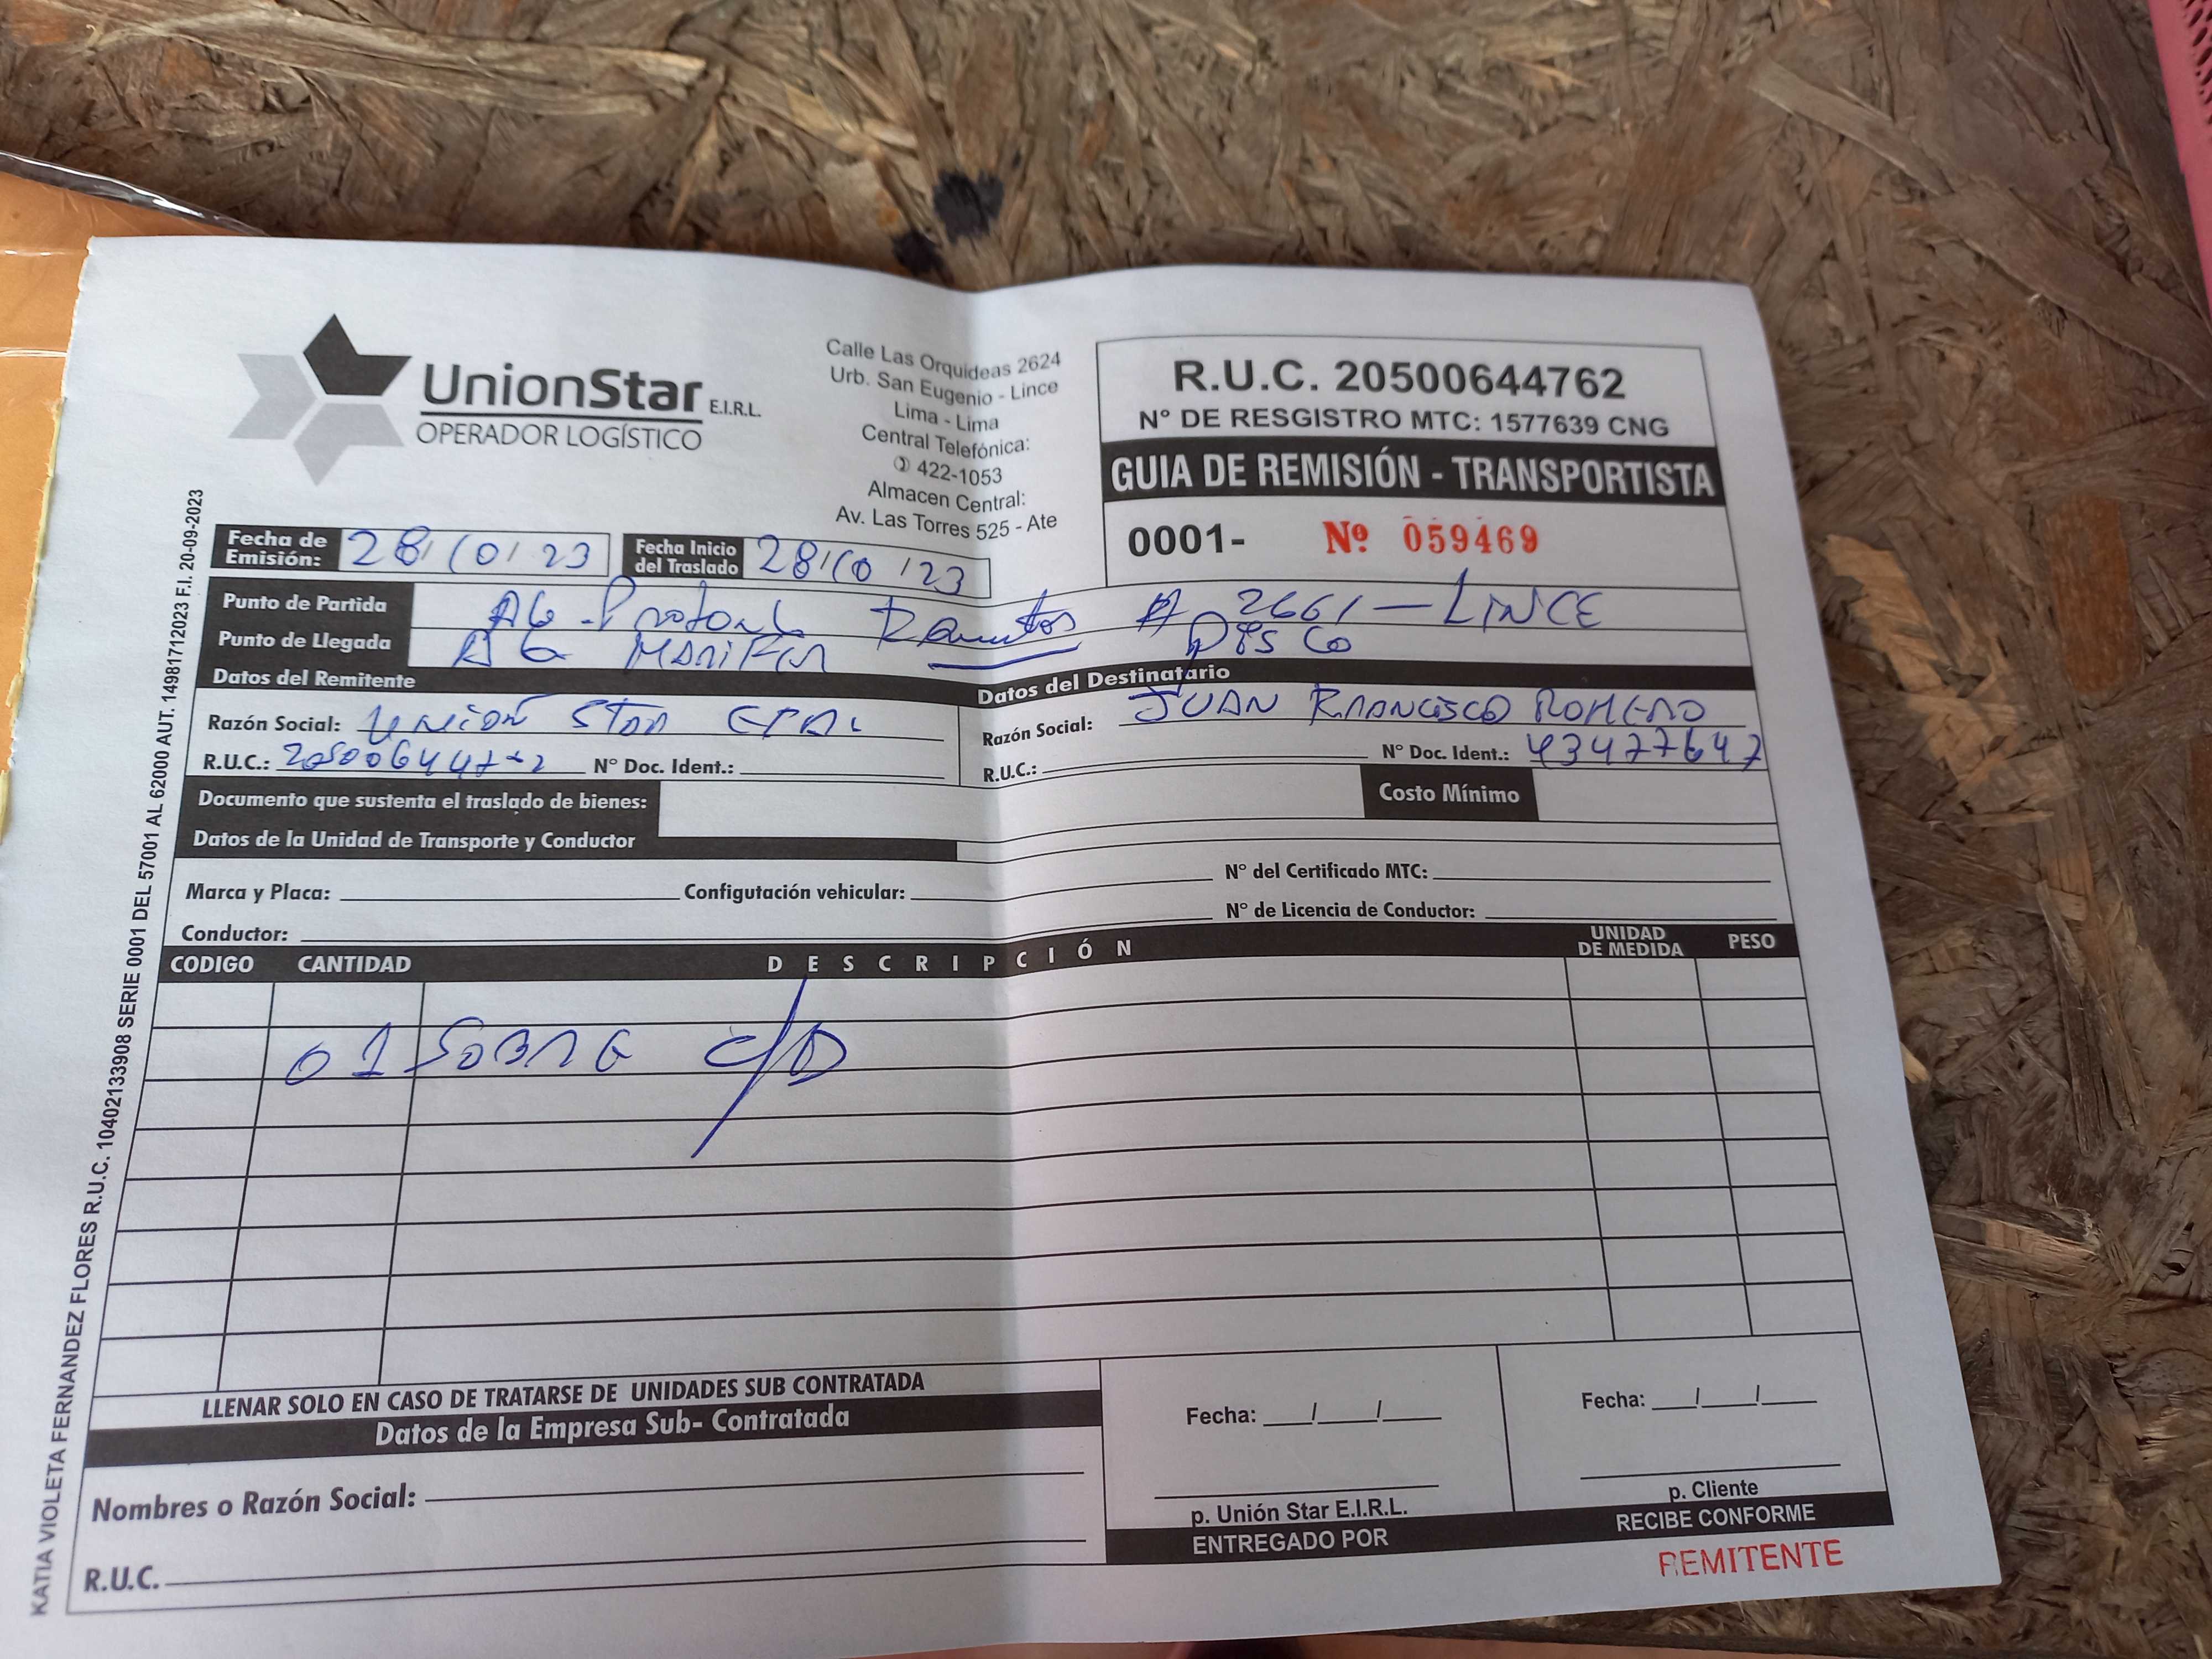 UnionStar E.I.R.L.
OPERADOR LOGÍSTICO
Calle Las Orquideas 2624
Urb. San Eugenio - Lince
Lima - Lima
Central Telefónica:
422-1053
Almacen Central:
Av. Las Torres 525 - Ate
R.U.C. 20500644762
N° DE RESGISTRO MTC: 1577639 CNG
GUIA DE REMISIÓN - TRANSPORTISTA
0001- Nº 059469
Fecha de Emisión: 28/10/23 Fecha Inicio del Traslado 28/10/23
Punto de Partida AG 2661 - LINCE
Punto de Llegada AG PISCO
Datos del Remitente Datos del Destinatario
Razón Social: UNION STAR EIRL Razón Social: JUAN FRANCISCO ROMERO
R.U.C.: N° Doc. Ident.: R.U.C.: N° Doc. Ident.: 43477647
Documento que sustenta el traslado de bienes: Costo Mínimo
Datos de la Unidad de Transporte y Conductor
Marca y Placa: Configutación vehicular: N° del Certificado MTC:
Conductor: N° de Licencia de Conductor:
CODIGO CANTIDAD DESCRIPCIÓN UNIDAD DE MEDIDA PESO
01 SOBRE C/D
LLENAR SOLO EN CASO DE TRATARSE DE UNIDADES SUB CONTRATADA
Datos de la Empresa Sub- Contratada
Nombres o Razón Social:
R.U.C.
Fecha: / /
p. Unión Star E.I.R.L.
ENTREGADO POR
Fecha: / /
p. Cliente
RECIBE CONFORME
REMITENTE
KATIA VIOLETA FERNANDEZ FLORES R.U.C. 10402133908 SERIE 0001 DEL 57001 AL 62000 AUT. 14981712023 F.I. 20-09-2023